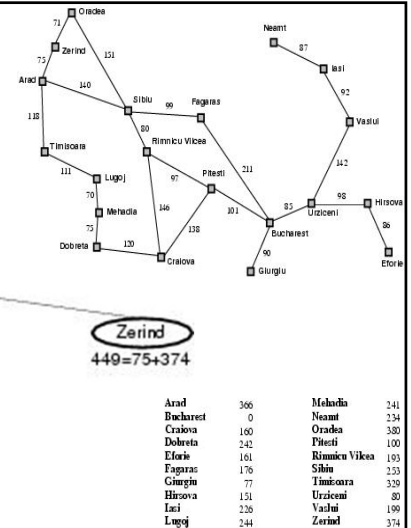 Oradea
71
Neamt
Zerind
87
151
75
Iasi
Arad
140
92
Sibiu
Fagaras
99
118
Vaslui
80
Rimnicu Vilcea
Timisoara
142
111
211
Lugoj
97
Pitesti
70
98
Hirsova
85
146
101
Urziceni
Mehadia
138
86
75
Bucharest
120
Dobreta
90
Craiova
Eforie
Giurgiu
Zerind
449=75+374
Arad 366 Mehadia 241
Bucharest 0 Neamt 234
Craiova 160 Oradea 380
Dobreta 242 Pitesti 100
Eforie 161 Rimnicu Vilcea 193
Fagaras 176 Sibiu 253
Giurgiu 77 Timisoara 329
Hirsova 151 Urziceni 80
Iasi 226 Vaslui 199
Lugoj 244 Zerind 374